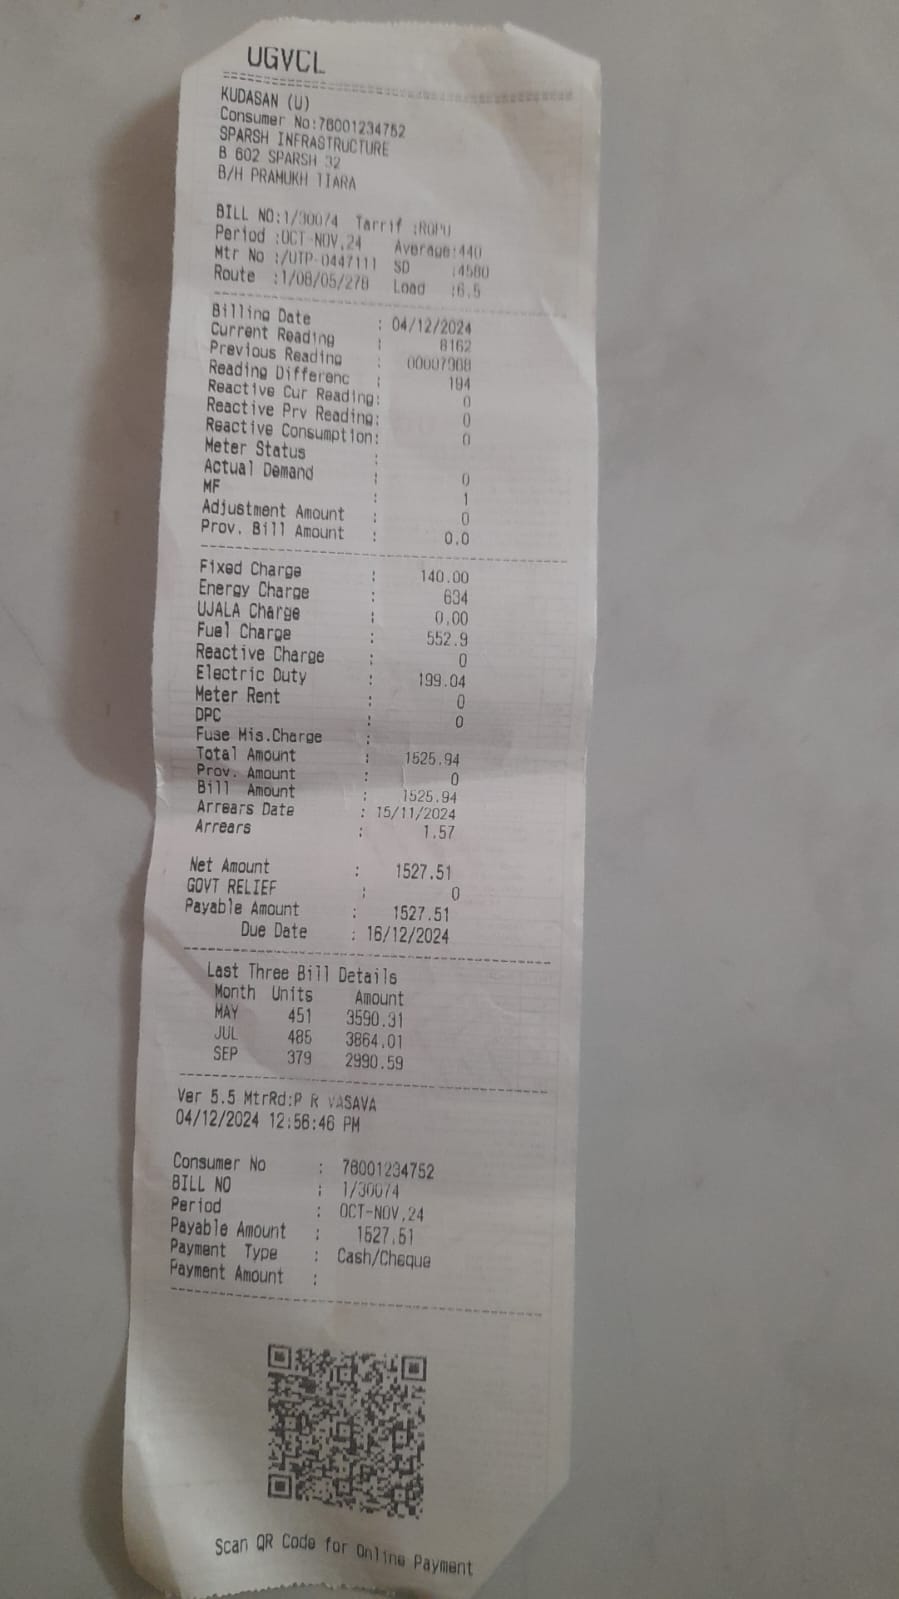 UGVCL
KUDASAN (U)
Consumer No:78001234752
SPARSH INFRASTRUCTURE
B 602 SPARSH 32
B/H PRAMUKH TIARA
BILL NO:1/30074 Tarrif :RGPU
Period :OCT-NOV,24 Average:440
Mtr No :/UTP-0447111 SD :4580
Route :1/08/05/278 Load :6.5
Billing Date : 04/12/2024
Current Reading : 8162
Previous Reading : 00007968
Reading Differenc : 194
Reactive Cur Reading: 0
Reactive Prv Reading: 0
Reactive Consumption: 0
Meter Status :
Actual Demand : 0
MF : 1
Adjustment Amount : 0
Prov. Bill Amount : 0.0
Fixed Charge : 140.00
Energy Charge : 634
UJALA Charge : 0.00
Fuel Charge : 552.9
Reactive Charge : 0
Electric Duty : 199.04
Meter Rent : 0
DPC : 0
Fuse Mis.Charge :
Total Amount : 1525.94
Prov. Amount : 0
Bill Amount : 1525.94
Arrears Date : 15/11/2024
Arrears : 1.57
Net Amount : 1527.51
GOVT RELIEF : 0
Payable Amount : 1527.51
Due Date : 16/12/2024
Last Three Bill Details
Month Units Amount
MAY 451 3590.31
JUL 485 3864.01
SEP 379 2990.59
Ver 5.5 MtrRd:P R VASAVA
04/12/2024 12:56:46 PM
Consumer No : 78001234752
BILL NO : 1/30074
Period : OCT-NOV,24
Payable Amount : 1527.51
Payment Type : Cash/Cheque
Payment Amount :
Scan QR Code for Online Payment